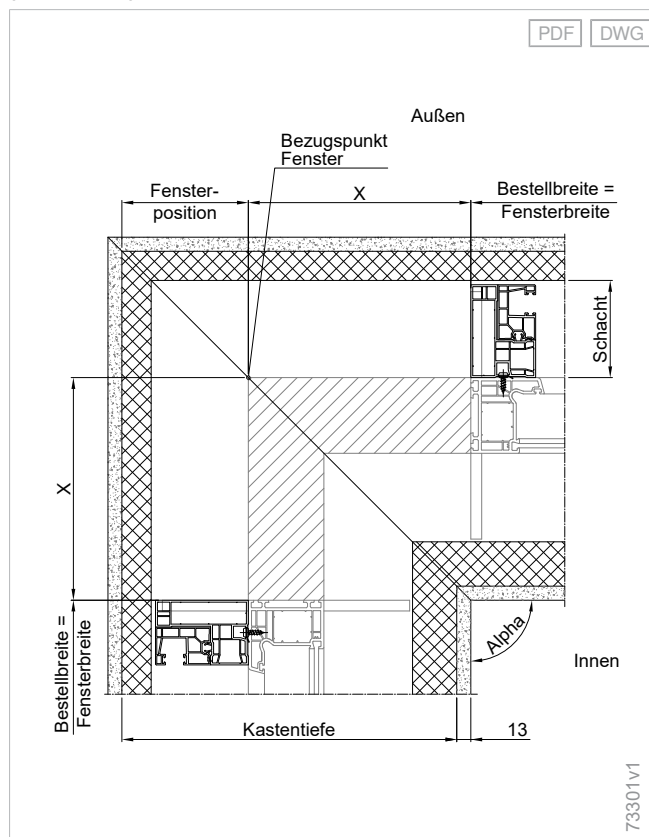 PDF DWG
Außen
Bezugspunkt
Fenster
Fenster-
position
X
Bestellbreite =
Fensterbreite
Schacht
X
Alpha
Innen
Bestellbreite =
Fensterbreite
Kastentiefe
13
73301v1